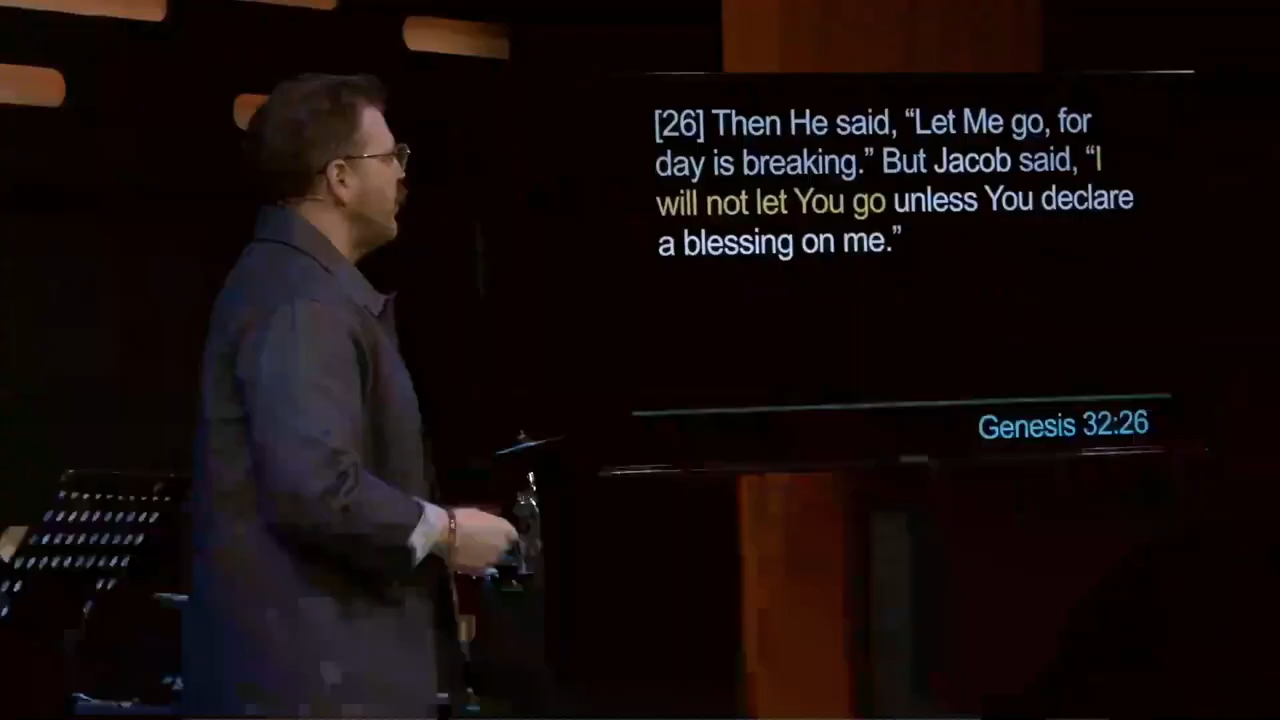 [26] Then He said, “Let Me go, for
day is breaking.” But Jacob said, “I
will not let You go unless You declare
a blessing on me.”
Genesis 32:26